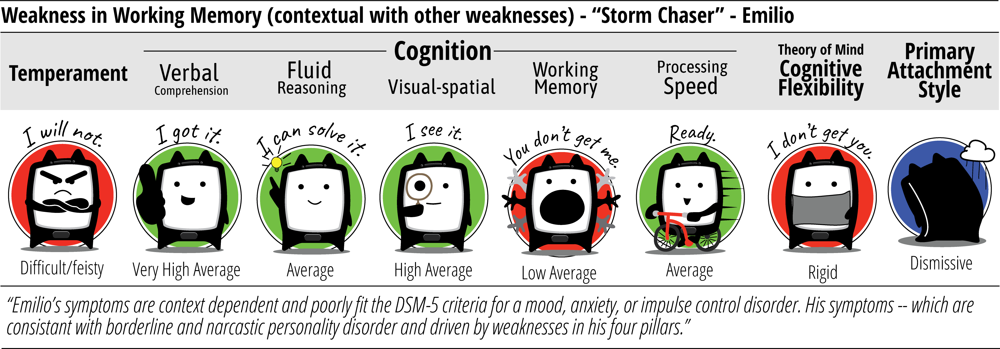 Weakness in Working Memory (contextual with other weaknesses) - “Storm Chaser” - Emilio
Cognition
Temperament
Verbal
Comprehension
Fluid
Reasoning
Visual-spatial
Working
Memory
Processing
Speed
Theory of Mind
Cognitive
Flexibility
Primary
Attachment
Style
I will not.
I got it.
I can solve it.
I see it.
You don't get me.
Ready.
I don't get you.
Difficult/feisty
Very High Average
Average
High Average
Low Average
Average
Rigid
Dismissive
“Emilio’s symptoms are context dependent and poorly fit the DSM-5 criteria for a mood, anxiety, or impulse control disorder. His symptoms -- which are
consistant with borderline and narcastic personality disorder and driven by weaknesses in his four pillars.”